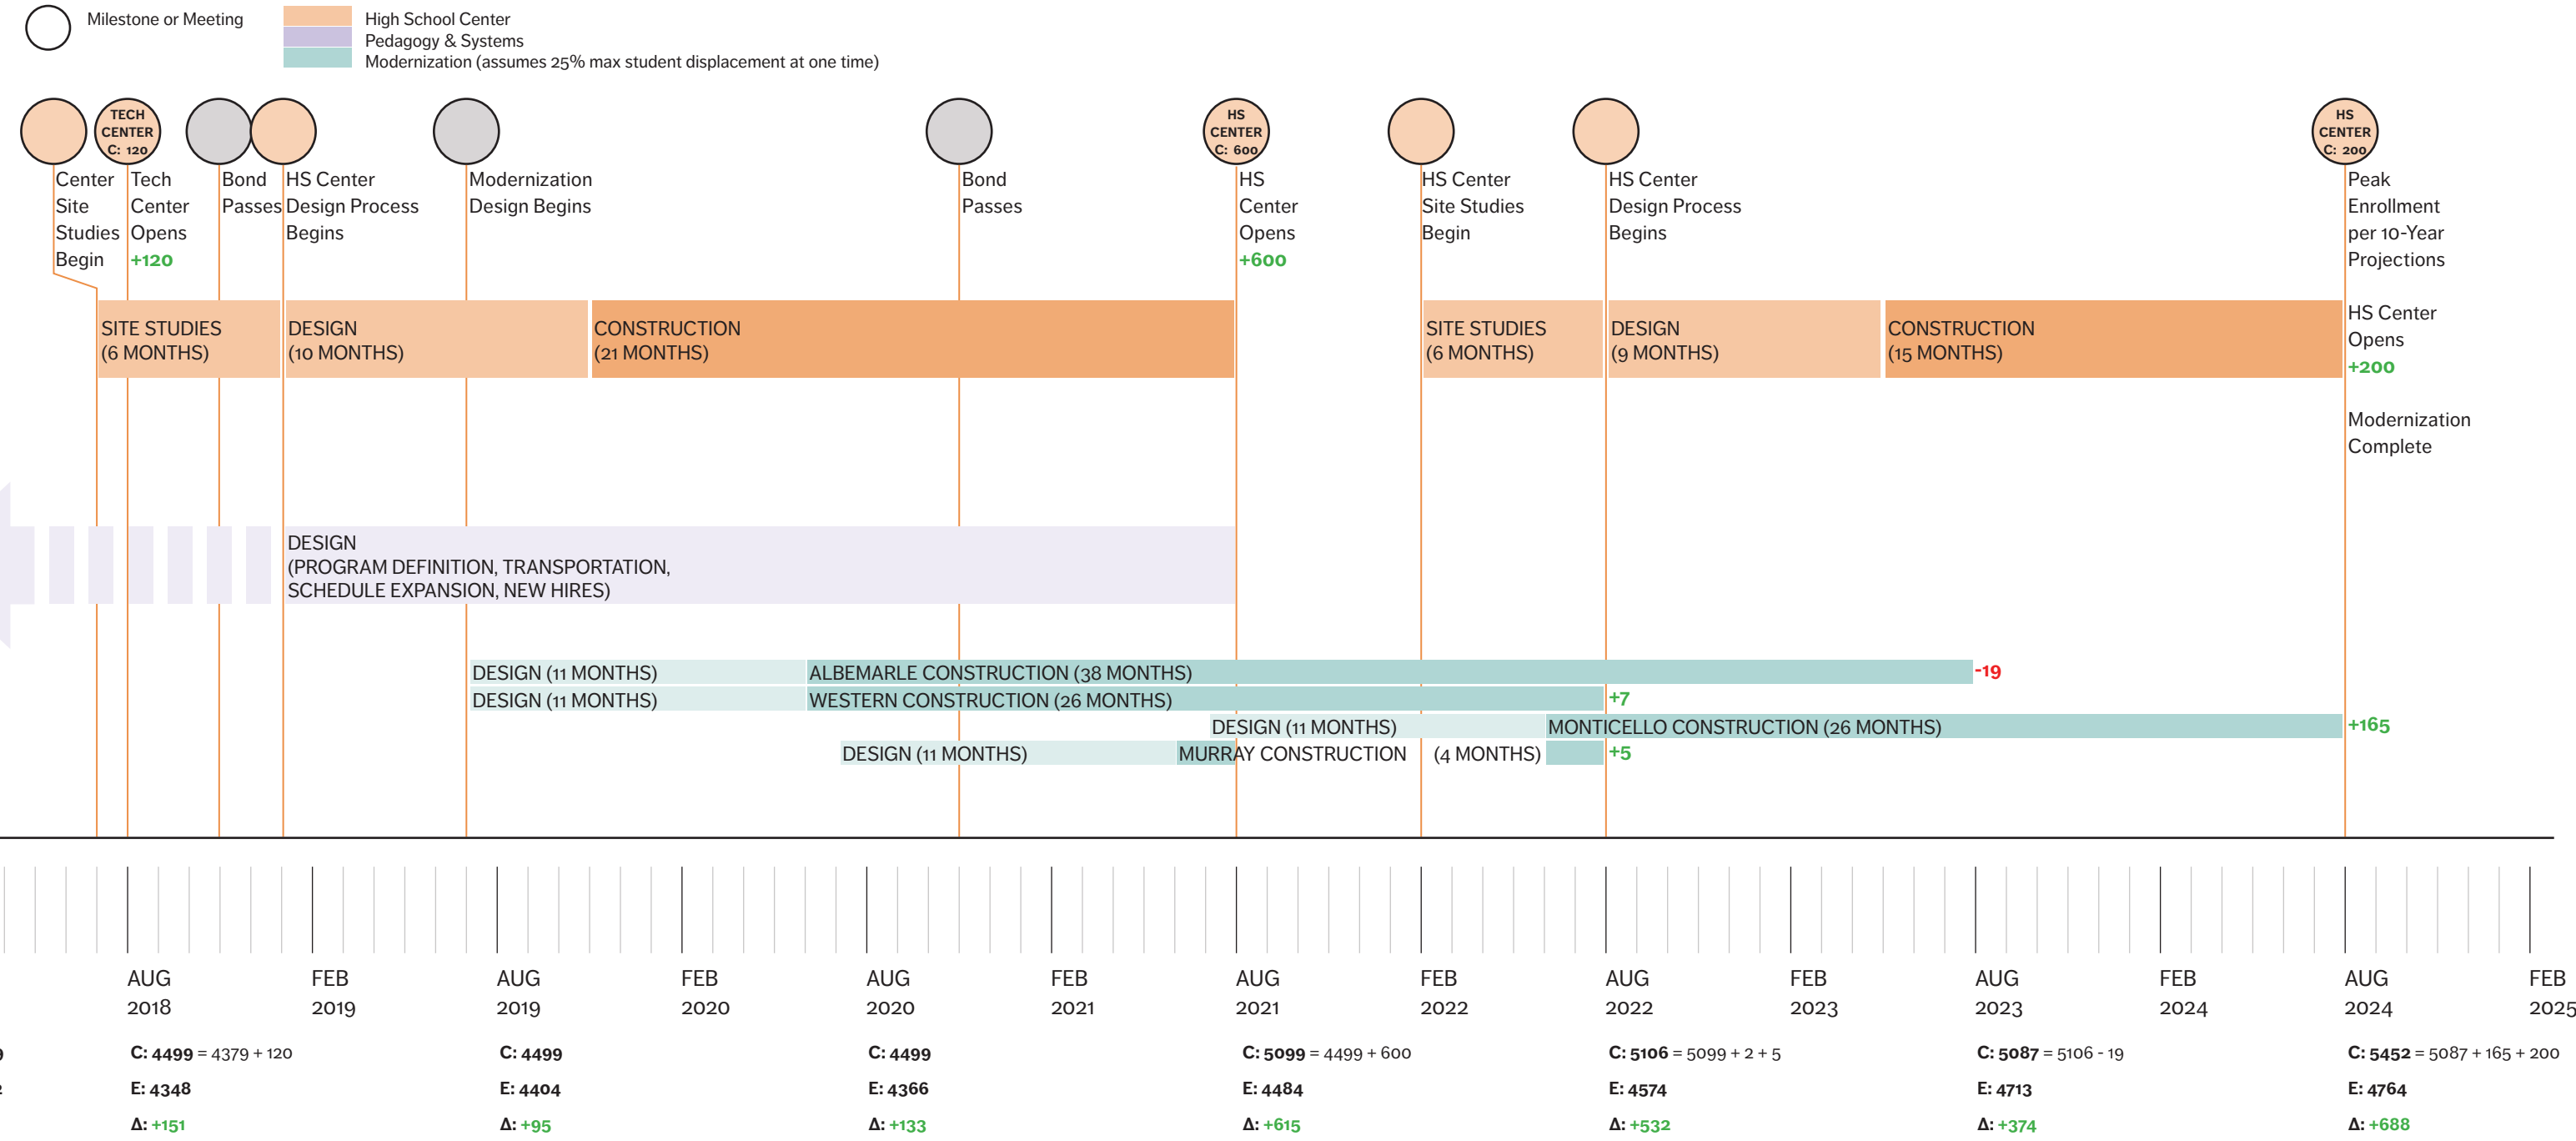 Milestone or Meeting
High School Center
Pedagogy & Systems
Modernization (assumes 25% max student displacement at one time)
TECH
CENTER
C: 120
HS
CENTER
C: 600
HS
CENTER
C: 200
Center
Site
Studies
Begin
Tech
Center
Opens
+120
Bond
Passes
HS Center
Design Process
Begins
Modernization
Design Begins
Bond
Passes
HS
Center
Opens
+600
HS Center
Site Studies
Begin
HS Center
Design Process
Begins
Peak
Enrollment
per 10-Year
Projections
HS Center
Opens
+200
Modernization
Complete
SITE STUDIES
(6 MONTHS)
DESIGN
(10 MONTHS)
CONSTRUCTION
(21 MONTHS)
SITE STUDIES
(6 MONTHS)
DESIGN
(9 MONTHS)
CONSTRUCTION
(15 MONTHS)
DESIGN
(PROGRAM DEFINITION, TRANSPORTATION,
SCHEDULE EXPANSION, NEW HIRES)
DESIGN (11 MONTHS) ALBEMARLE CONSTRUCTION (38 MONTHS) -19
DESIGN (11 MONTHS) WESTERN CONSTRUCTION (26 MONTHS) +7
DESIGN (11 MONTHS) MONTICELLO CONSTRUCTION (26 MONTHS) +165
DESIGN (11 MONTHS) MURRAY CONSTRUCTION (4 MONTHS) +5
AUG
2018
FEB
2019
AUG
2019
FEB
2020
AUG
2020
FEB
2021
AUG
2021
FEB
2022
AUG
2022
FEB
2023
AUG
2023
FEB
2024
AUG
2024
FEB
2025
C: 4499 = 4379 + 120
E: 4348
Δ: +151
C: 4499
E: 4404
Δ: +95
C: 4499
E: 4366
Δ: +133
C: 5099 = 4499 + 600
E: 4484
Δ: +615
C: 5106 = 5099 + 2 + 5
E: 4574
Δ: +532
C: 5087 = 5106 - 19
E: 4713
Δ: +374
C: 5452 = 5087 + 165 + 200
E: 4764
Δ: +688